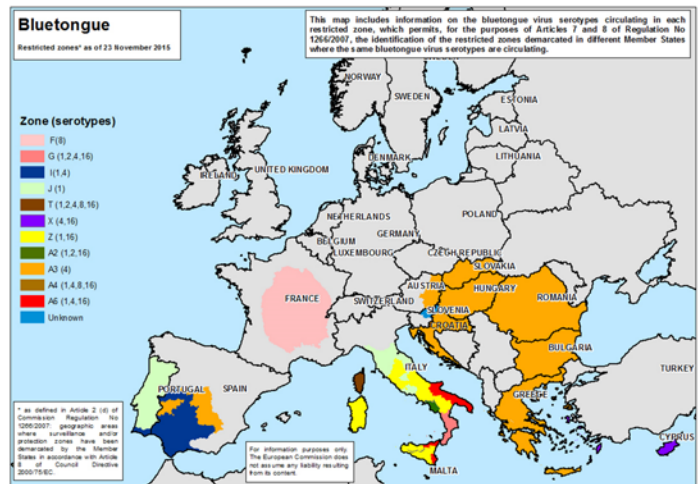 Bluetongue
Restricted zones* as of 23 November 2015
This map includes information on the bluetongue virus serotypes circulating in each
restricted zone, which permits, for the purposes of Articles 7 and 8 of Regulation No
1266/2007, the identification of the restricted zones demarcated in different Member States
where the same bluetongue virus serotypes are circulating.
Zone (serotypes)
F(8)
G (1,2,4,16)
I(1,4)
J (1)
T (1,2,4,8,16)
X (4,16)
Z (1,16)
A2 (1,2,16)
A3 (4)
A4 (1,4,8,16)
A6 (1,4,16)
Unknown
NORWAY
SWEDEN
ESTONIA
LATVIA
LITHUANIA
DENMARK
IRELAND
UNITED KINGDOM
NETHERLANDS
POLAND
GERMANY
BELGIUM
LUXEMBOURG
CZECH REPUBLIC
SLOVAKIA
AUSTRIA
HUNGARY
FRANCE
SWITZERLAND
SLOVENIA
ROMANIA
CROATIA
BULGARIA
ITALY
TURKEY
PORTUGAL
SPAIN
GREECE
CYPRUS
MALTA
* as defined in Article 2 (d) of
Commission Regulation No
1266/2007: geographic areas
where surveillance and/or
protection zones have been
demarcated by the Member
States in accordance with Article
8 of Council Directive
2000/75/EC.
For information purposes only.
The European Commission does
not assume any liability resulting
from its content.